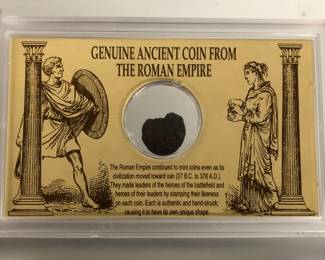 GENUINE ANCIENT COIN FROM
THE ROMAN EMPIRE
The Roman Empire continued to mint coins even as its
civilization moved toward ruin (27 B.C. to 378 A.D.).
They made leaders of the heroes of the battlefield and
heroes of their leaders by stamping their likeness
on each coin. Each is authentic and hand-struck,
causing it to have its own unique shape.